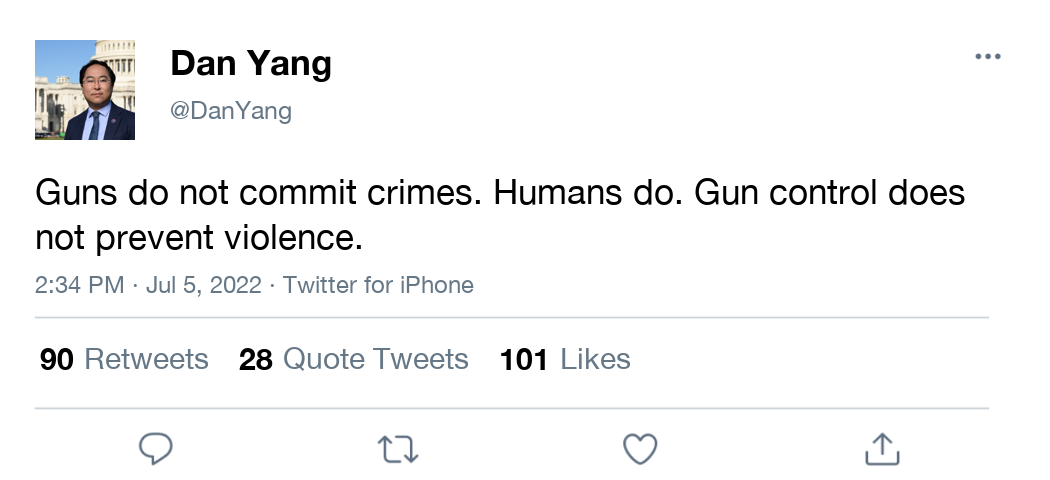 Dan Yang
@DanYang
Guns do not commit crimes. Humans do. Gun control does
not prevent violence.
2:34 PM · Jul 5, 2022 · Twitter for iPhone
90 Retweets 28 Quote Tweets 101 Likes